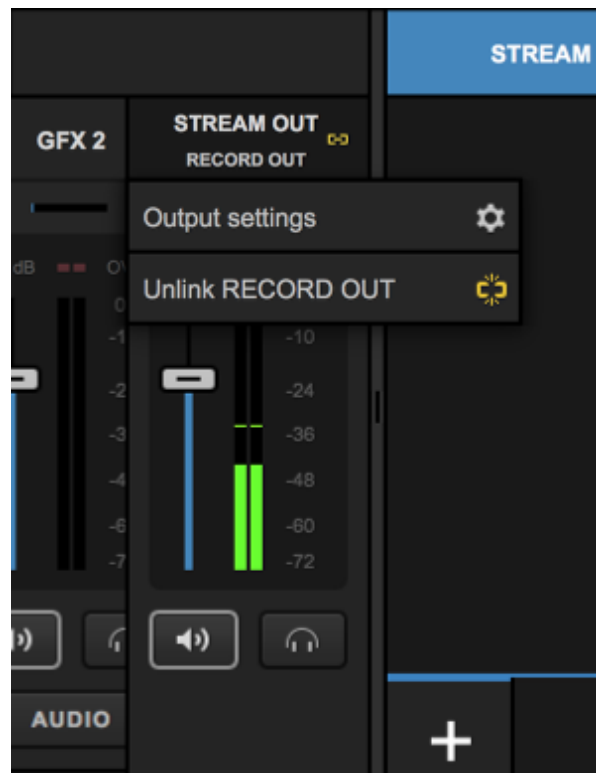 STREAM
GFX 2
STREAM OUT
RECORD OUT
Output settings
Unlink RECORD OUT
dB
-10
-24
-36
-48
-60
-72
AUDIO